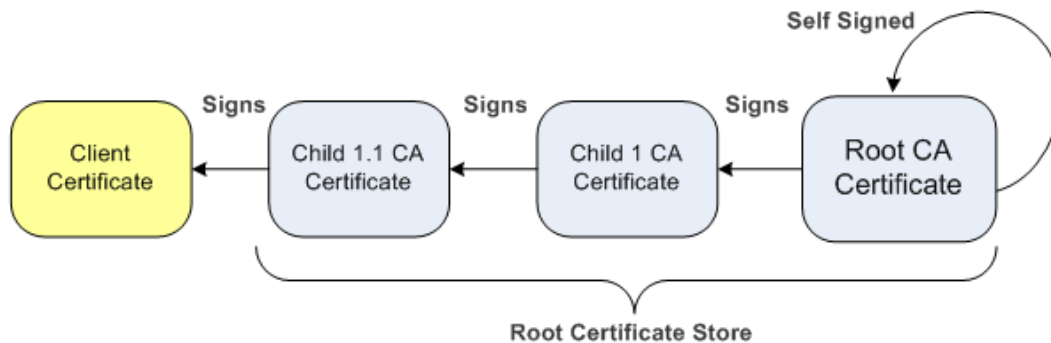 Self Signed
Signs
Signs
Signs
Client
Certificate
Child 1.1 CA
Certificate
Child 1 CA
Certificate
Root CA
Certificate
Root Certificate Store